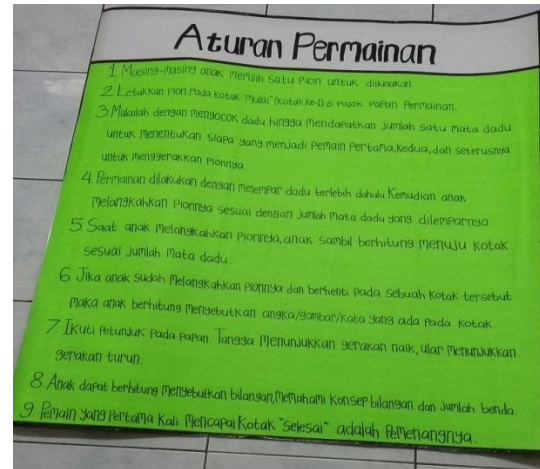 Aturan Permainan
1. Masing-masing anak memilih satu pion untuk digunakan.
2. Letakkan pion pada kotak "mulai" (kotak ke-1) di pojok papan permainan.
3. Mulailah dengan mengocok dadu hingga mendapatkan jumlah satu mata dadu
untuk menentukan siapa yang menjadi pemain pertama, kedua, dan seterusnya
untuk menggerakkan pionnya
4. Permainan dilakukan dengan melempar dadu terlebih dahulu. Kemudian anak
melangkahkan pionnya sesuai dengan jumlah mata dadu yang dilemparnya
5. Saat anak melangkahkan pionnya, anak sambil berhitung menuju kotak
sesuai jumlah mata dadu.
6. Jika anak sudah melangkahkan pionnya dan berhenti pada sebuah kotak tersebut
maka anak berhitung menyebutkan angka/gambar/kata yang ada pada kotak
7. Ikuti petunjuk pada papan. Tangga menunjukkan gerakan naik, ular menunjukkan
gerakan turun.
8. Anak dapat berhitung menyebutkan bilangan, memahami konsep bilangan dan jumlah benda.
9 Pemain yang pertama kali mencapai kotak "selesai" adalah pemenangnya.